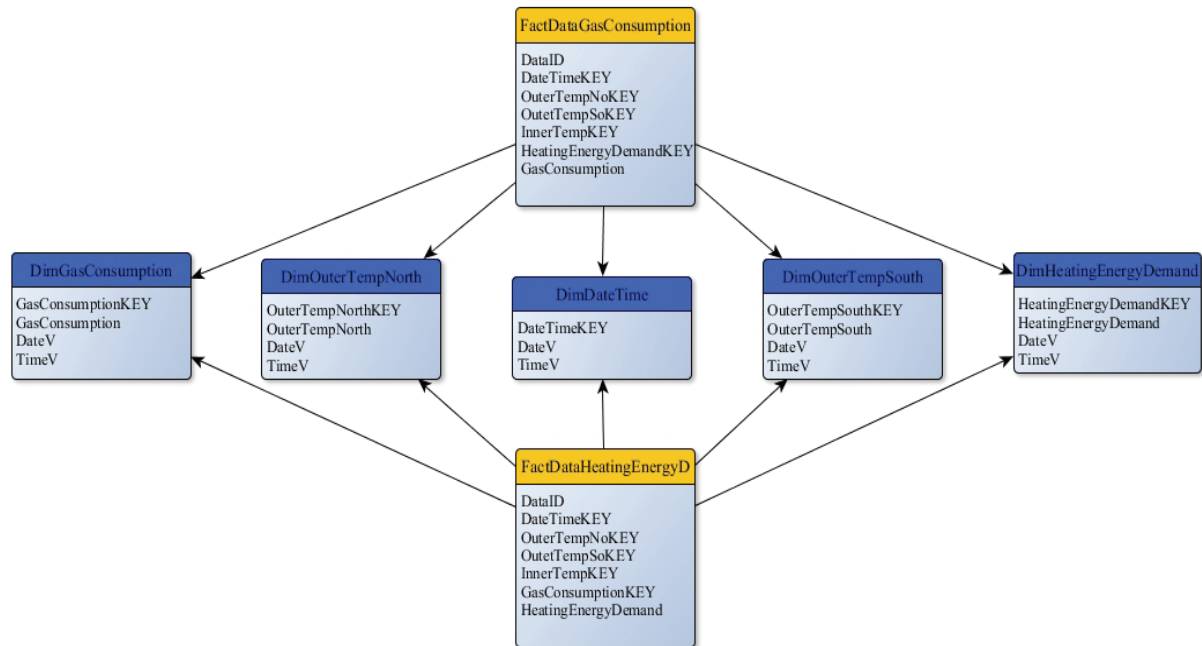 FactDataGasConsumption
DataID
DateTimeKEY
OuterTempNoKEY
OutetTempSoKEY
InnerTempKEY
HeatingEnergyDemandKEY
GasConsumption
DimGasConsumption
GasConsumptionKEY
GasConsumption
DateV
TimeV
DimOuterTempNorth
OuterTempNorthKEY
OuterTempNorth
DateV
TimeV
DimDateTime
DateTimeKEY
DateV
TimeV
DimOuterTempSouth
OuterTempSouthKEY
OuterTempSouth
DateV
TimeV
DimHeatingEnergyDemand
HeatingEnergyDemandKEY
HeatingEnergyDemand
DateV
TimeV
FactDataHeatingEnergyD
DataID
DateTimeKEY
OuterTempNoKEY
OutetTempSoKEY
InnerTempKEY
GasConsumptionKEY
HeatingEnergyDemand